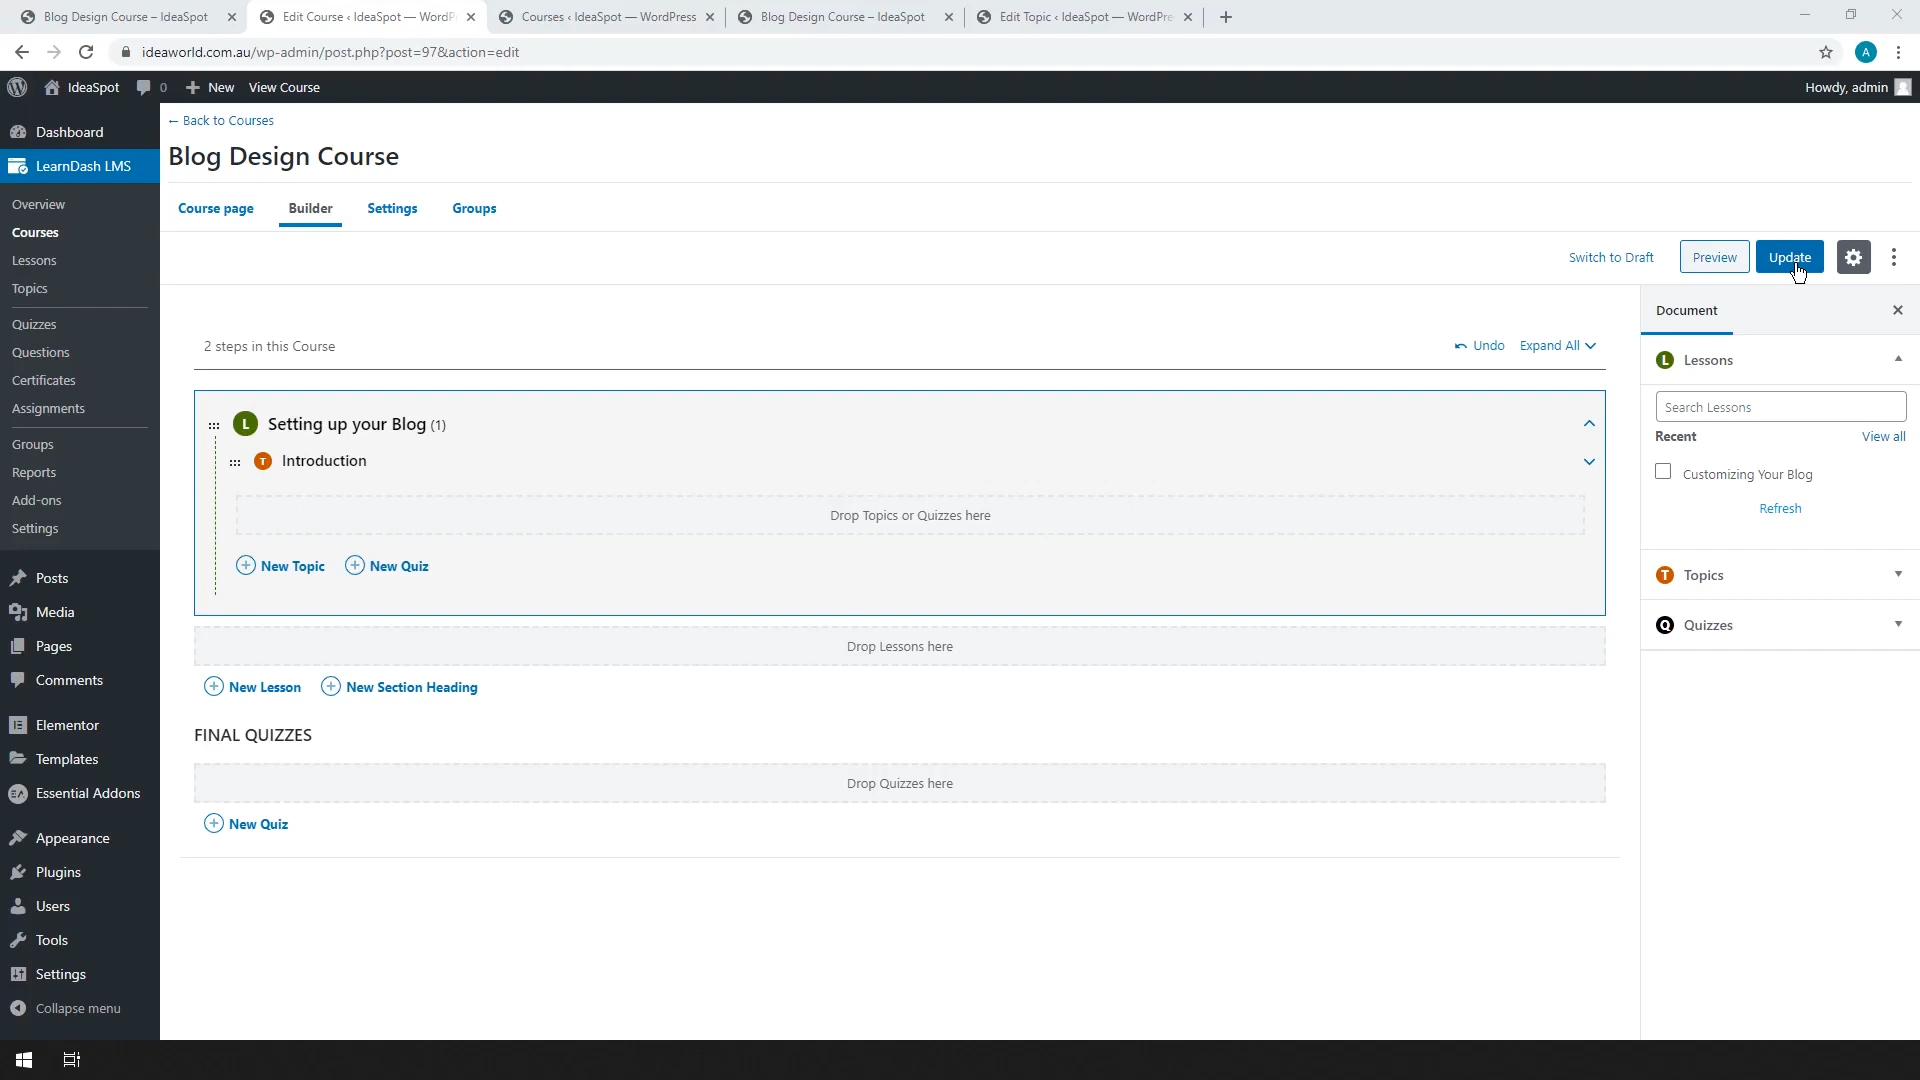 Blog Design Course – IdeaSpot
Edit Course ‹ IdeaSpot — WordP
Courses ‹ IdeaSpot — WordPress
Blog Design Course – IdeaSpot
Edit Topic ‹ IdeaSpot — WordPre
ideaworld.com.au/wp-admin/post.php?post=97&action=edit
A
IdeaSpot
0
New
View Course
Howdy, admin
Dashboard
LearnDash LMS
Overview
Courses
Lessons
Topics
Quizzes
Questions
Certificates
Assignments
Groups
Reports
Add-ons
Settings
Posts
Media
Pages
Comments
Elementor
Templates
EA
Essential Addons
Appearance
Plugins
Users
Tools
Settings
Collapse menu
← Back to Courses
Blog Design Course
Course page
Builder
Settings
Groups
Switch to Draft
Preview
Update
2 steps in this Course
Undo
Expand All
L
Setting up your Blog (1)
T
Introduction
Drop Topics or Quizzes here
New Topic
New Quiz
Drop Lessons here
New Lesson
New Section Heading
FINAL QUIZZES
Drop Quizzes here
New Quiz
Document
L
Lessons
Search Lessons
Recent
View all
Customizing Your Blog
Refresh
T
Topics
Q
Quizzes